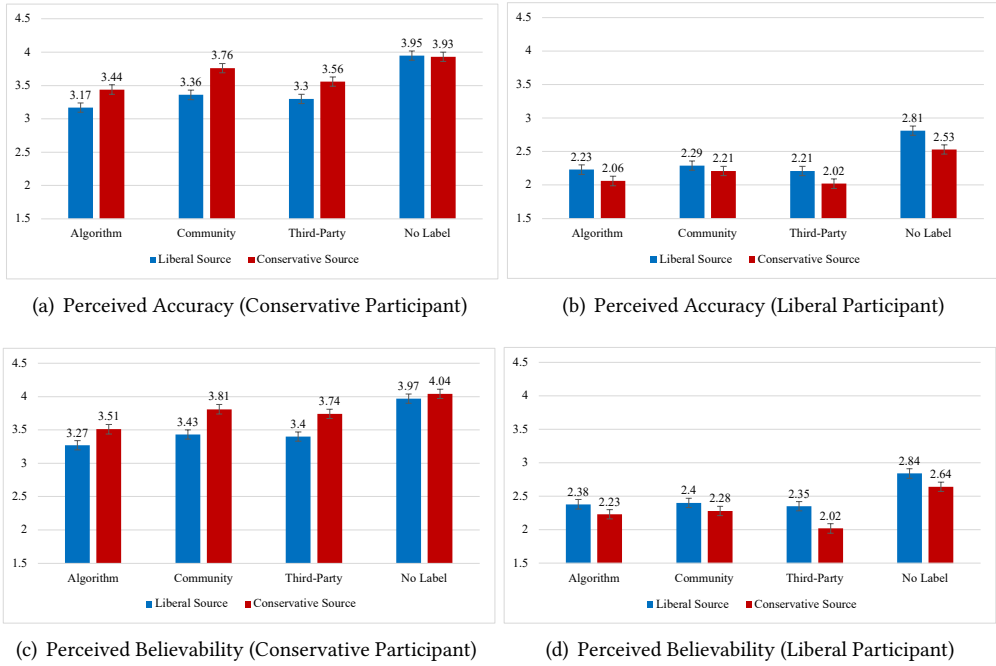 4.5
4
3.5
3
2.5
2
1.5
3.17 3.44 3.36 3.76 3.3 3.56 3.95 3.93
Algorithm Community Third-Party No Label
Liberal Source Conservative Source
(a) Perceived Accuracy (Conservative Participant)
4.5
4
3.5
3
2.5
2
1.5
2.23 2.06 2.29 2.21 2.21 2.02 2.81 2.53
Algorithm Community Third-Party No Label
Liberal Source Conservative Source
(b) Perceived Accuracy (Liberal Participant)
4.5
4
3.5
3
2.5
2
1.5
3.27 3.51 3.43 3.81 3.4 3.74 3.97 4.04
Algorithm Community Third-Party No Label
Liberal Source Conservative Source
(c) Perceived Believability (Conservative Participant)
4.5
4
3.5
3
2.5
2
1.5
2.38 2.23 2.4 2.28 2.35 2.02 2.84 2.64
Algorithm Community Third-Party No Label
Liberal Source Conservative Source
(d) Perceived Believability (Liberal Participant)